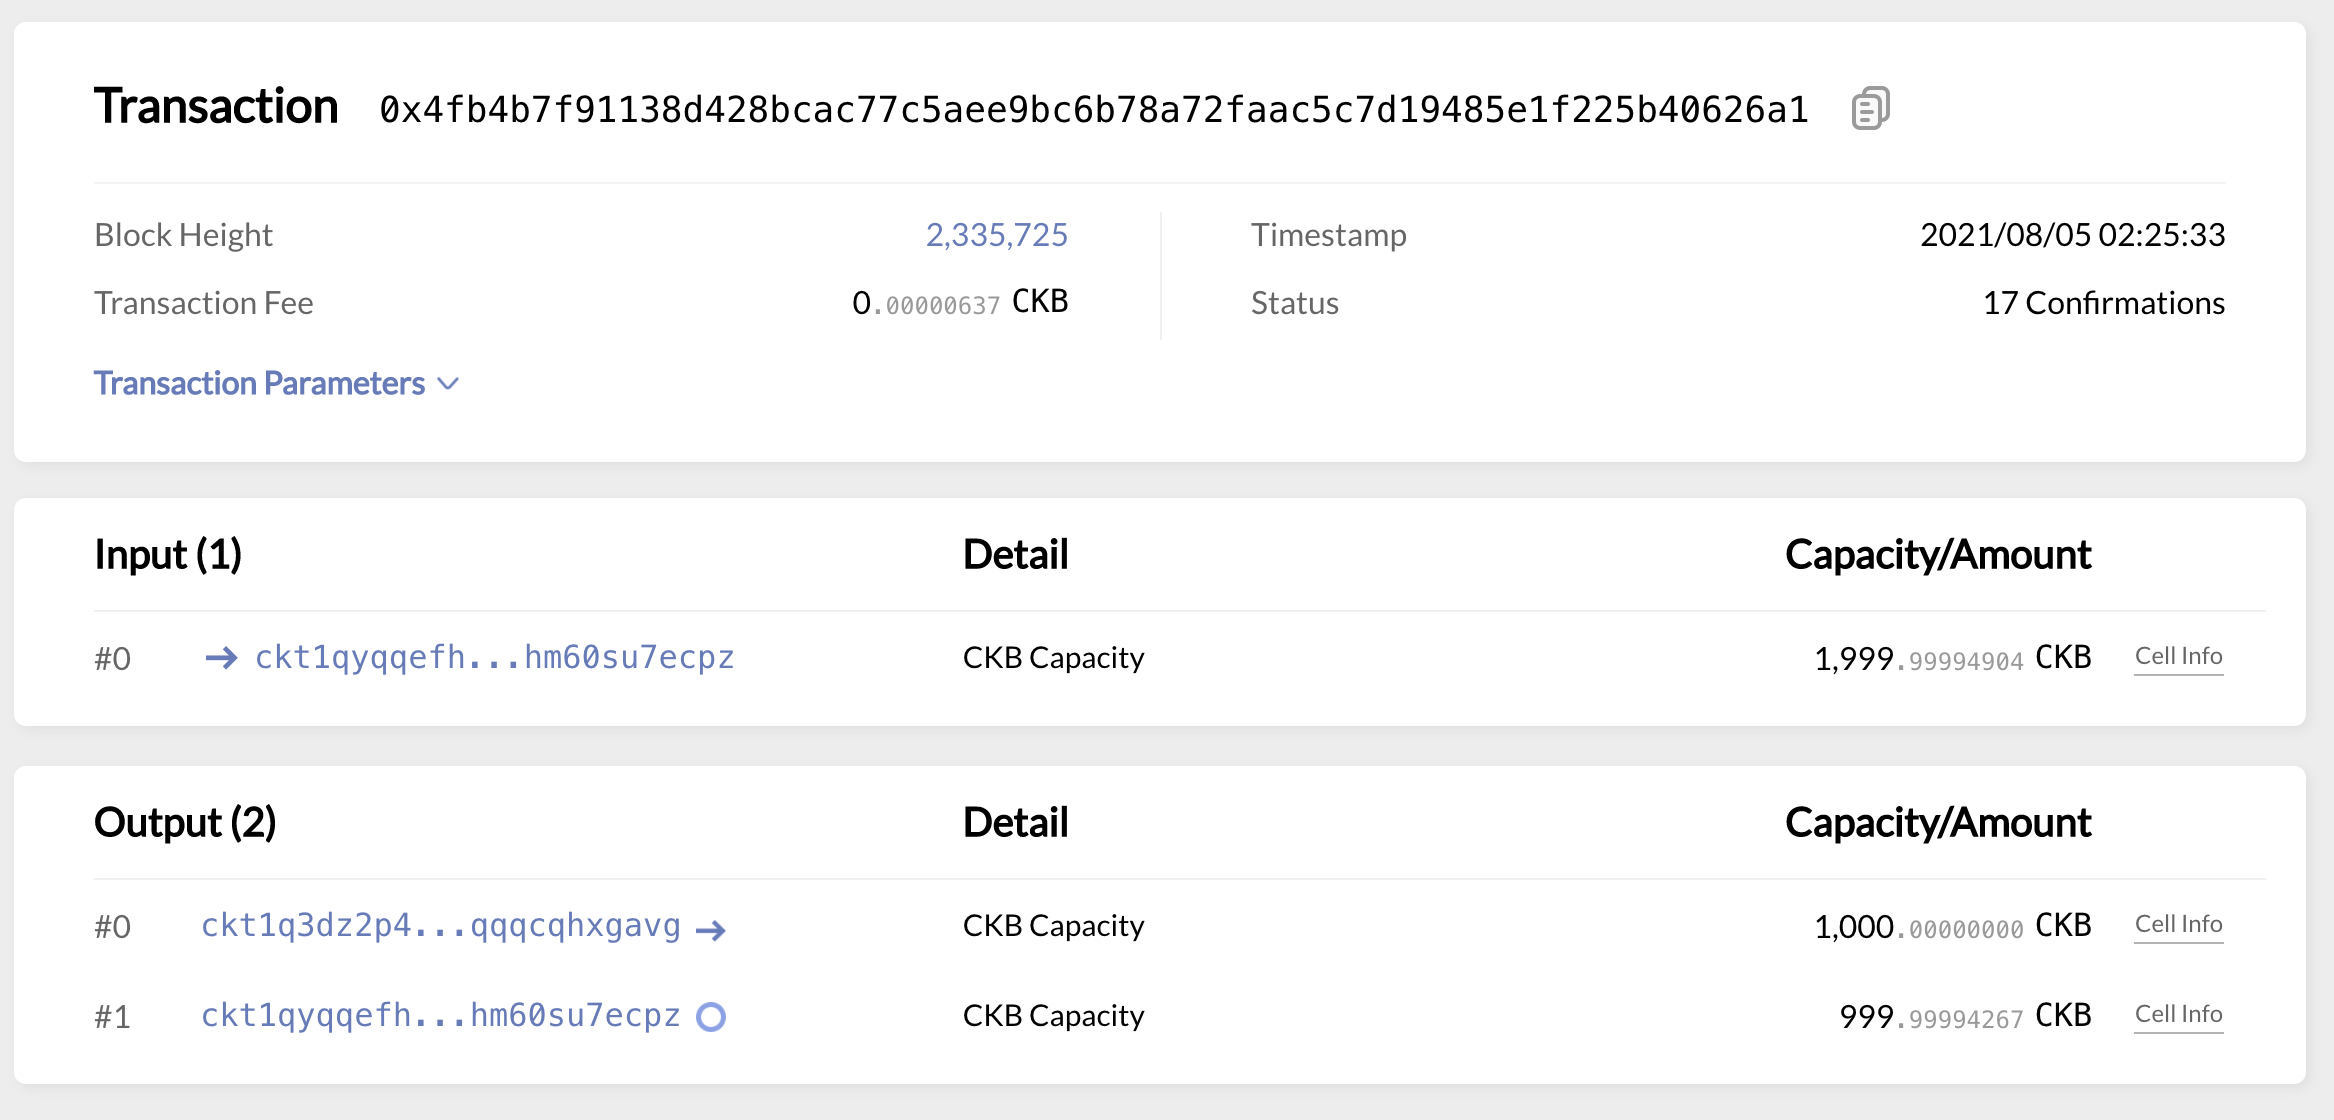 Transaction 0x4fb4b7f91138d428bcac77c5aee9bc6b78a72faac5c7d19485e1f225b40626a1
Block Height 2,335,725 Timestamp 2021/08/05 02:25:33
Transaction Fee 0.00000637 CKB Status 17 Confirmations
Transaction Parameters
Input (1) Detail Capacity/Amount
#0 → ckt1qyqqefh...hm60su7ecpz CKB Capacity 1,999.99994904 CKB Cell Info
Output (2) Detail Capacity/Amount
#0 ckt1q3dz2p4...qqqcqhxgavg → CKB Capacity 1,000.00000000 CKB Cell Info
#1 ckt1qyqqefh...hm60su7ecpz CKB Capacity 999.99994267 CKB Cell Info